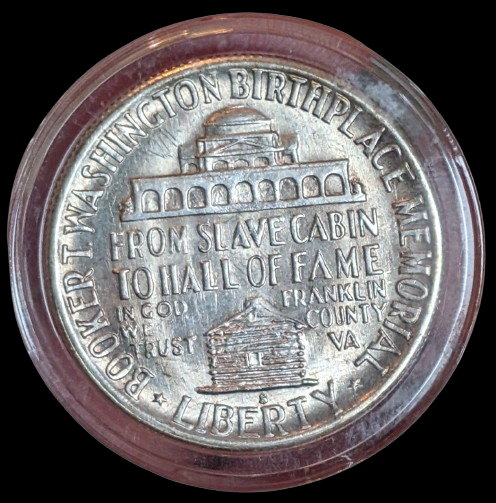 BOOKER T. WASHINGTON BIRTHPLACE MEMORIAL
FROM SLAVE CABIN
TO HALL OF FAME
IN GOD
WE
TRUST
FRANKLIN
COUNTY
VA.
S
LIBERTY